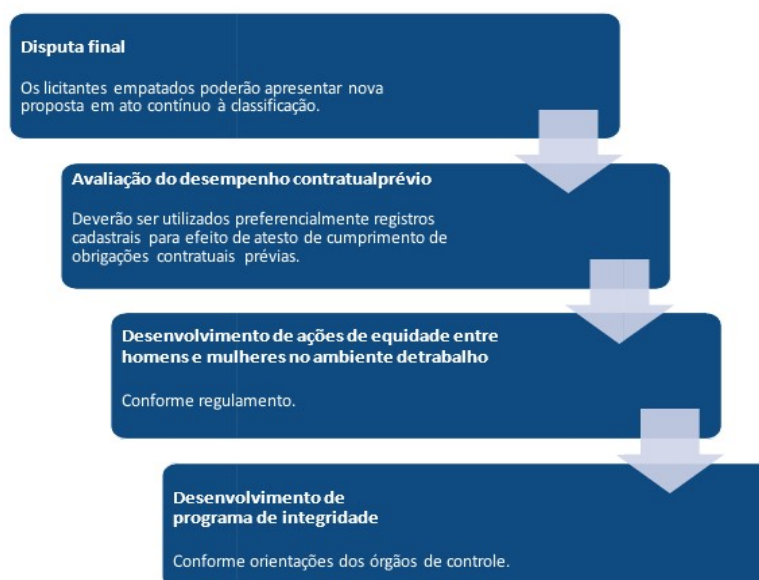 Disputa final
Os licitantes empatados poderão apresentar nova
proposta em ato contínuo à classificação.
Avaliação do desempenho contratualprévio
Deverão ser utilizados preferencialmente registros
cadastrais para efeito de atesto de cumprimento de
obrigações contratuais prévias.
Desenvolvimento de ações de equidade entre
homens e mulheres no ambiente detrabalho
Conforme regulamento.
Desenvolvimento de
programa de integridade
Conforme orientações dos órgãos de controle.